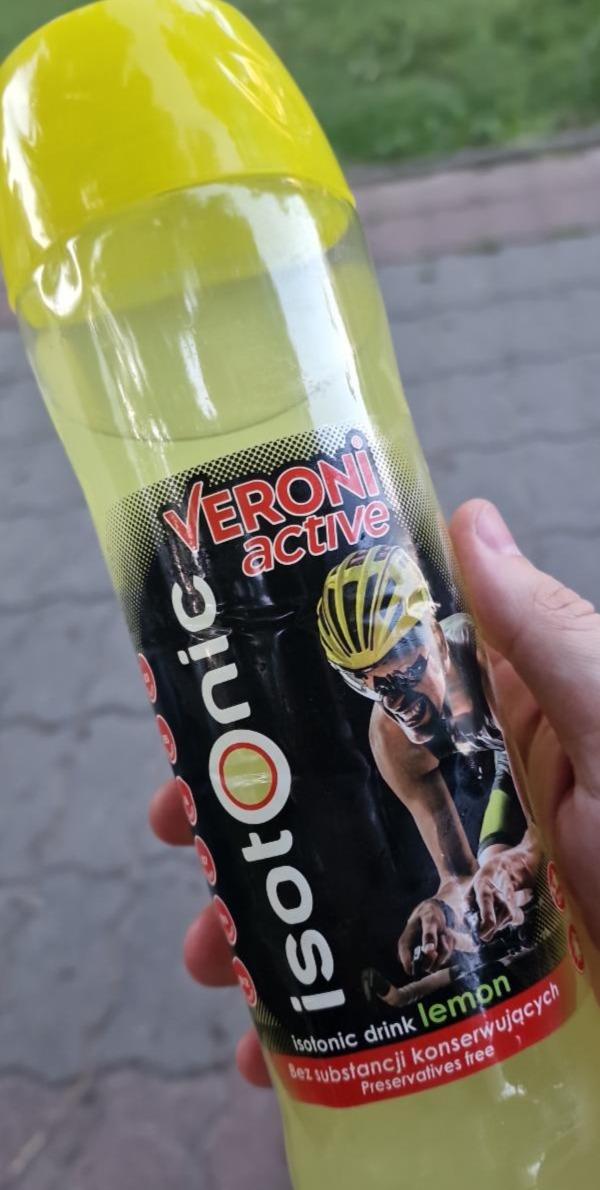 VERONI
active
isotonic
isotonic drink lemon
Bez substancji konserwujących
Preservatives free